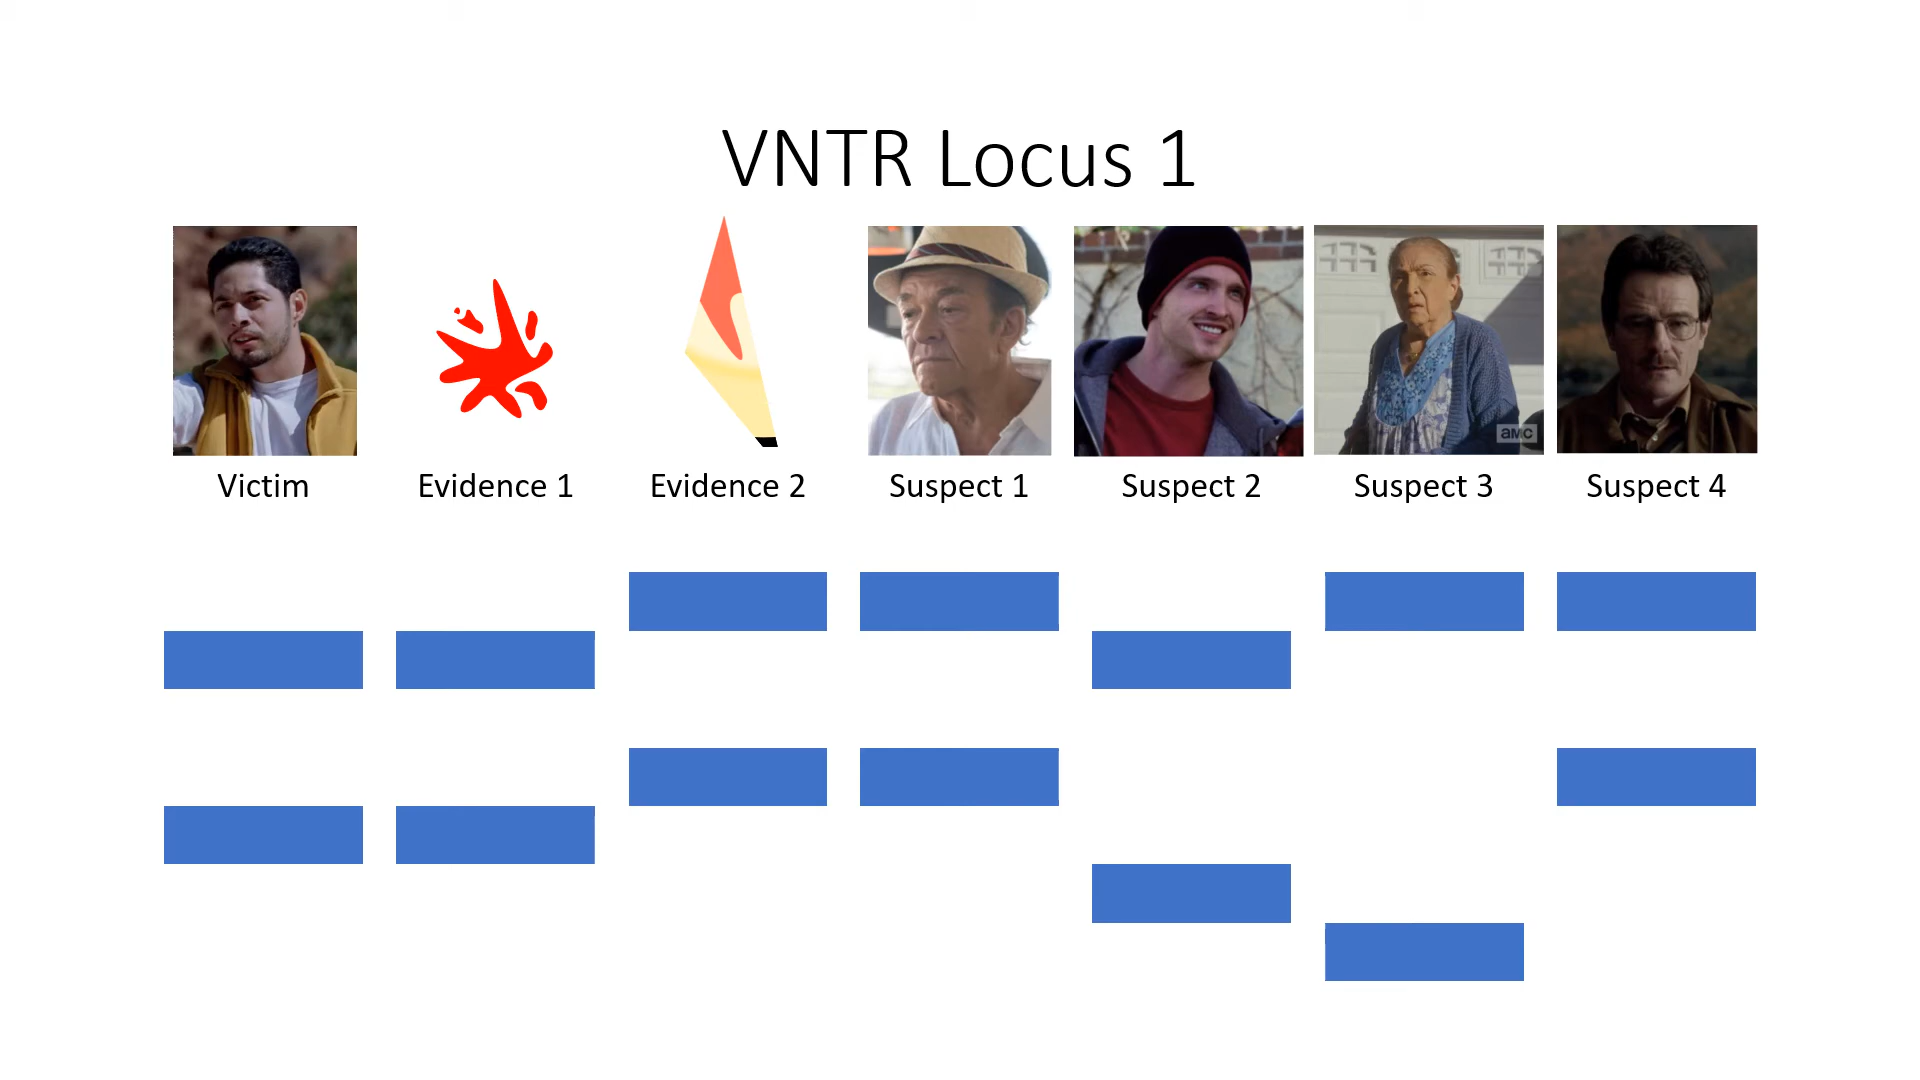 VNTR Locus 1
amc
Victim
Evidence 1
Evidence 2
Suspect 1
Suspect 2
Suspect 3
Suspect 4